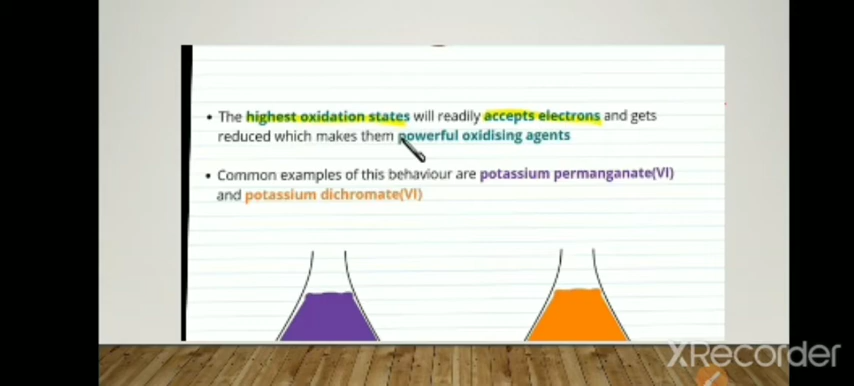 • The highest oxidation states will readily accepts electrons and gets
reduced which makes them powerful oxidising agents
• Common examples of this behaviour are potassium permanganate(VI)
and potassium dichromate(VI)
XRecorder